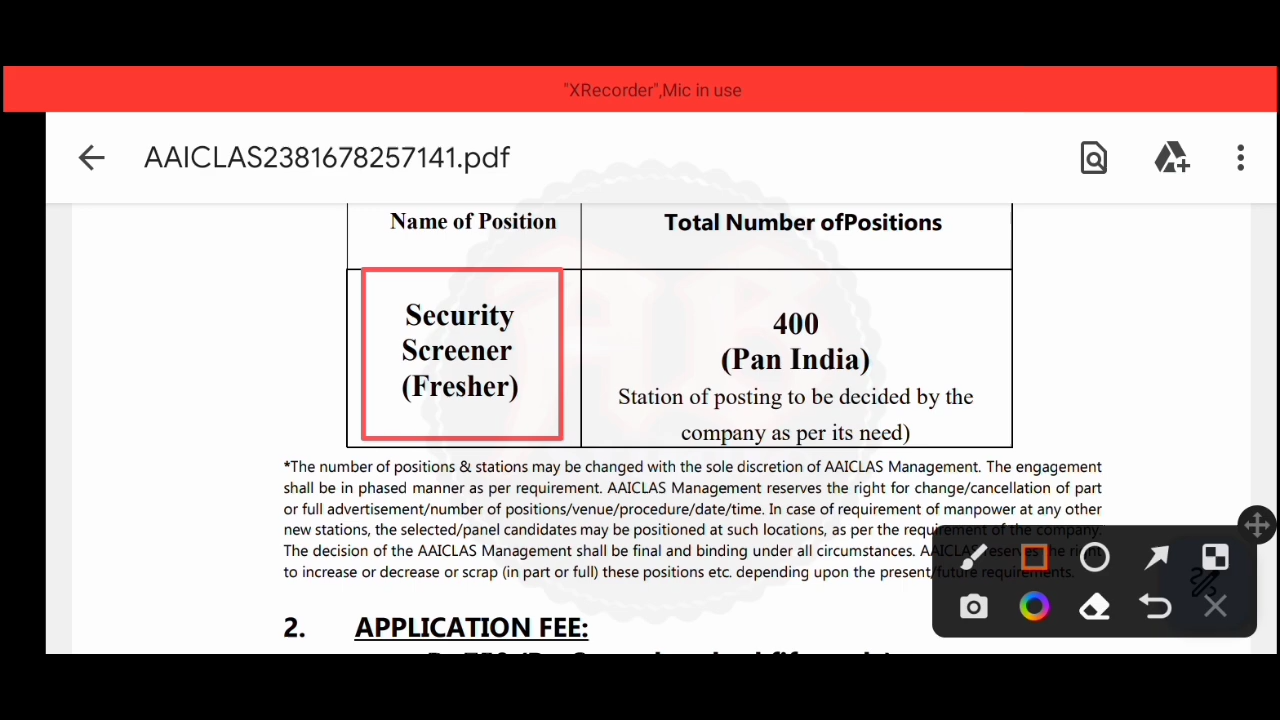 "XRecorder",Mic in use
AAICLAS2381678257141.pdf
Name of Position
Total Number ofPositions
Security
Screener
(Fresher)
400
(Pan India)
Station of posting to be decided by the
company as per its need)
*The number of positions & stations may be changed with the sole discretion of AAICLAS Management. The engagement
shall be in phased manner as per requirement. AAICLAS Management reserves the right for change/cancellation of part
or full advertisement/number of positions/venue/procedure/date/time. In case of requirement of manpower at any other
new stations, the selected/panel candidates may be positioned at such locations, as per the requirement of the company.
The decision of the AAICLAS Management shall be final and binding under all circumstances. AAICLAS reserves the right
to increase or decrease or scrap (in part or full) these positions etc. depending upon the present/future requirements.
2. APPLICATION FEE: